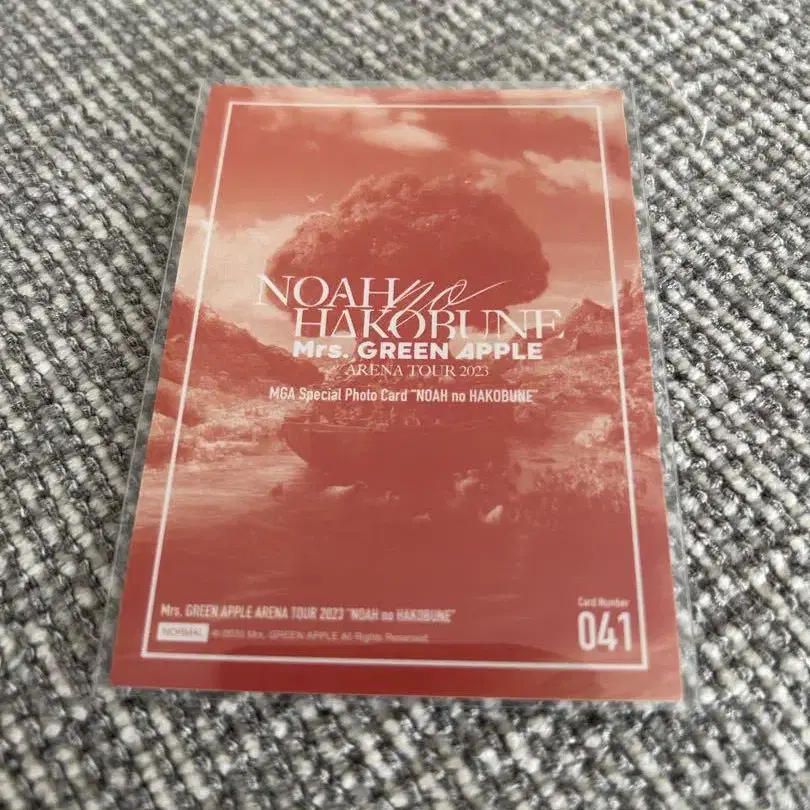 NOAH no
HAKOBUNE
Mrs. GREEN APPLE
ARENA TOUR 2023
MGA Special Photo Card "NOAH no HAKOBUNE"
Mrs. GREEN APPLE ARENA TOUR 2023 "NOAH no HAKOBUNE"
NORMAL © Mrs. GREEN APPLE All Rights Reserved.
Card Number
041